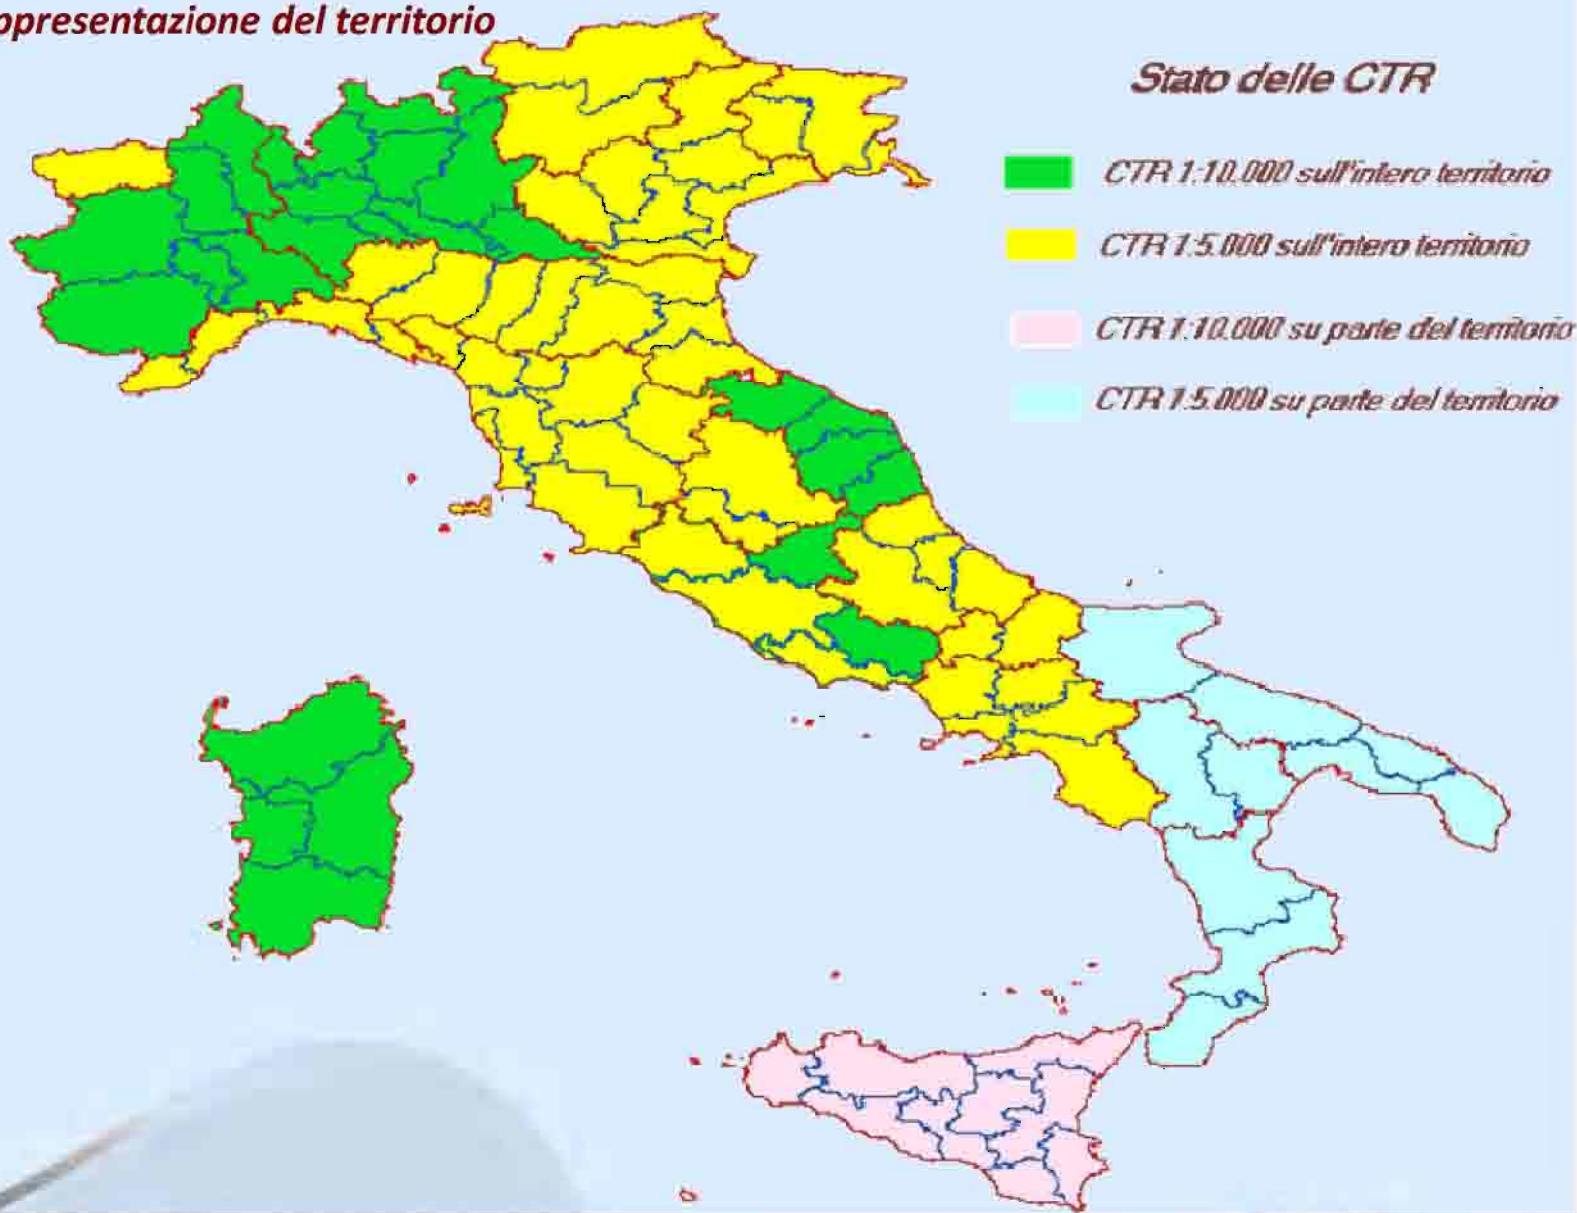 ppresentazione del territorio
Stato delle CTR
CTR 1:10.000 sull'intero territorio
CTR 1:5.000 sull'intero territorio
CTR 1:10.000 su parte del territorio
CTR 1:5.000 su parte del territorio